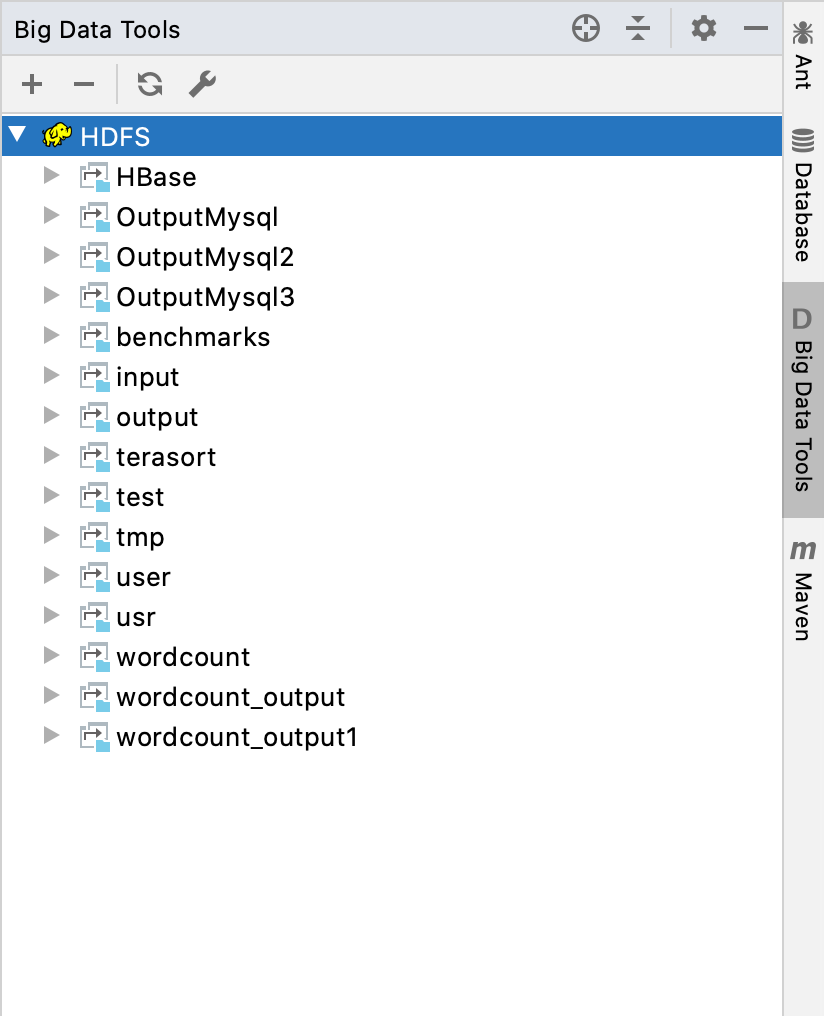 Big Data Tools
HDFS
HBase
OutputMysql
OutputMysql2
OutputMysql3
benchmarks
input
output
terasort
test
tmp
user
usr
wordcount
wordcount_output
wordcount_output1
Ant
Database
D Big Data Tools
m Maven